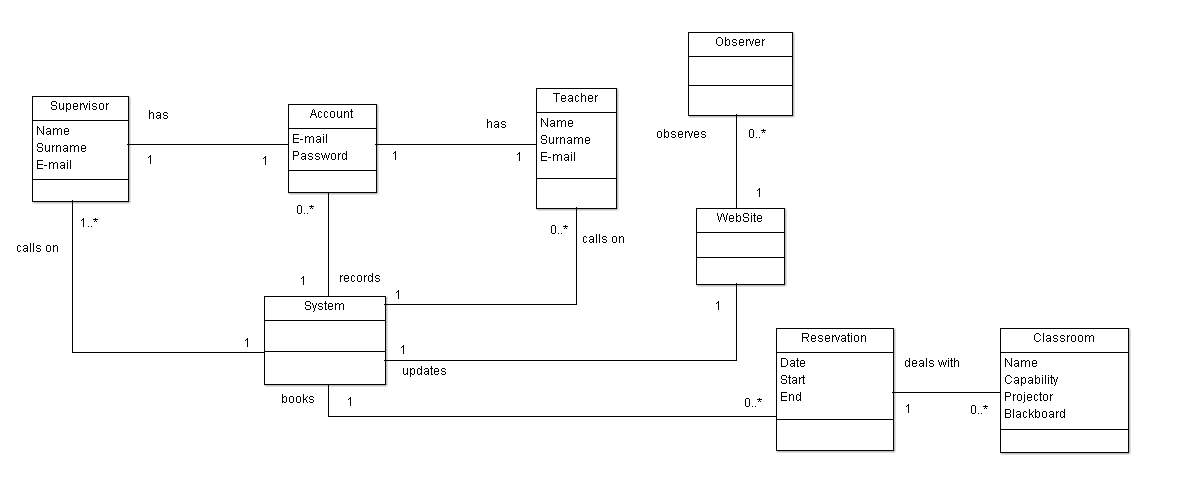 Observer
observes
0..*
1
WebSite
1
Supervisor
Name
Surname
E-mail
has
1
1
Account
E-mail
Password
has
1
1
Teacher
Name
Surname
E-mail
1..*
calls on
0..*
0..*
calls on
1
records
1
System
1
1
updates
books
1
0..*
Reservation
Date
Start
End
deals with
1
0..*
Classroom
Name
Capability
Projector
Blackboard